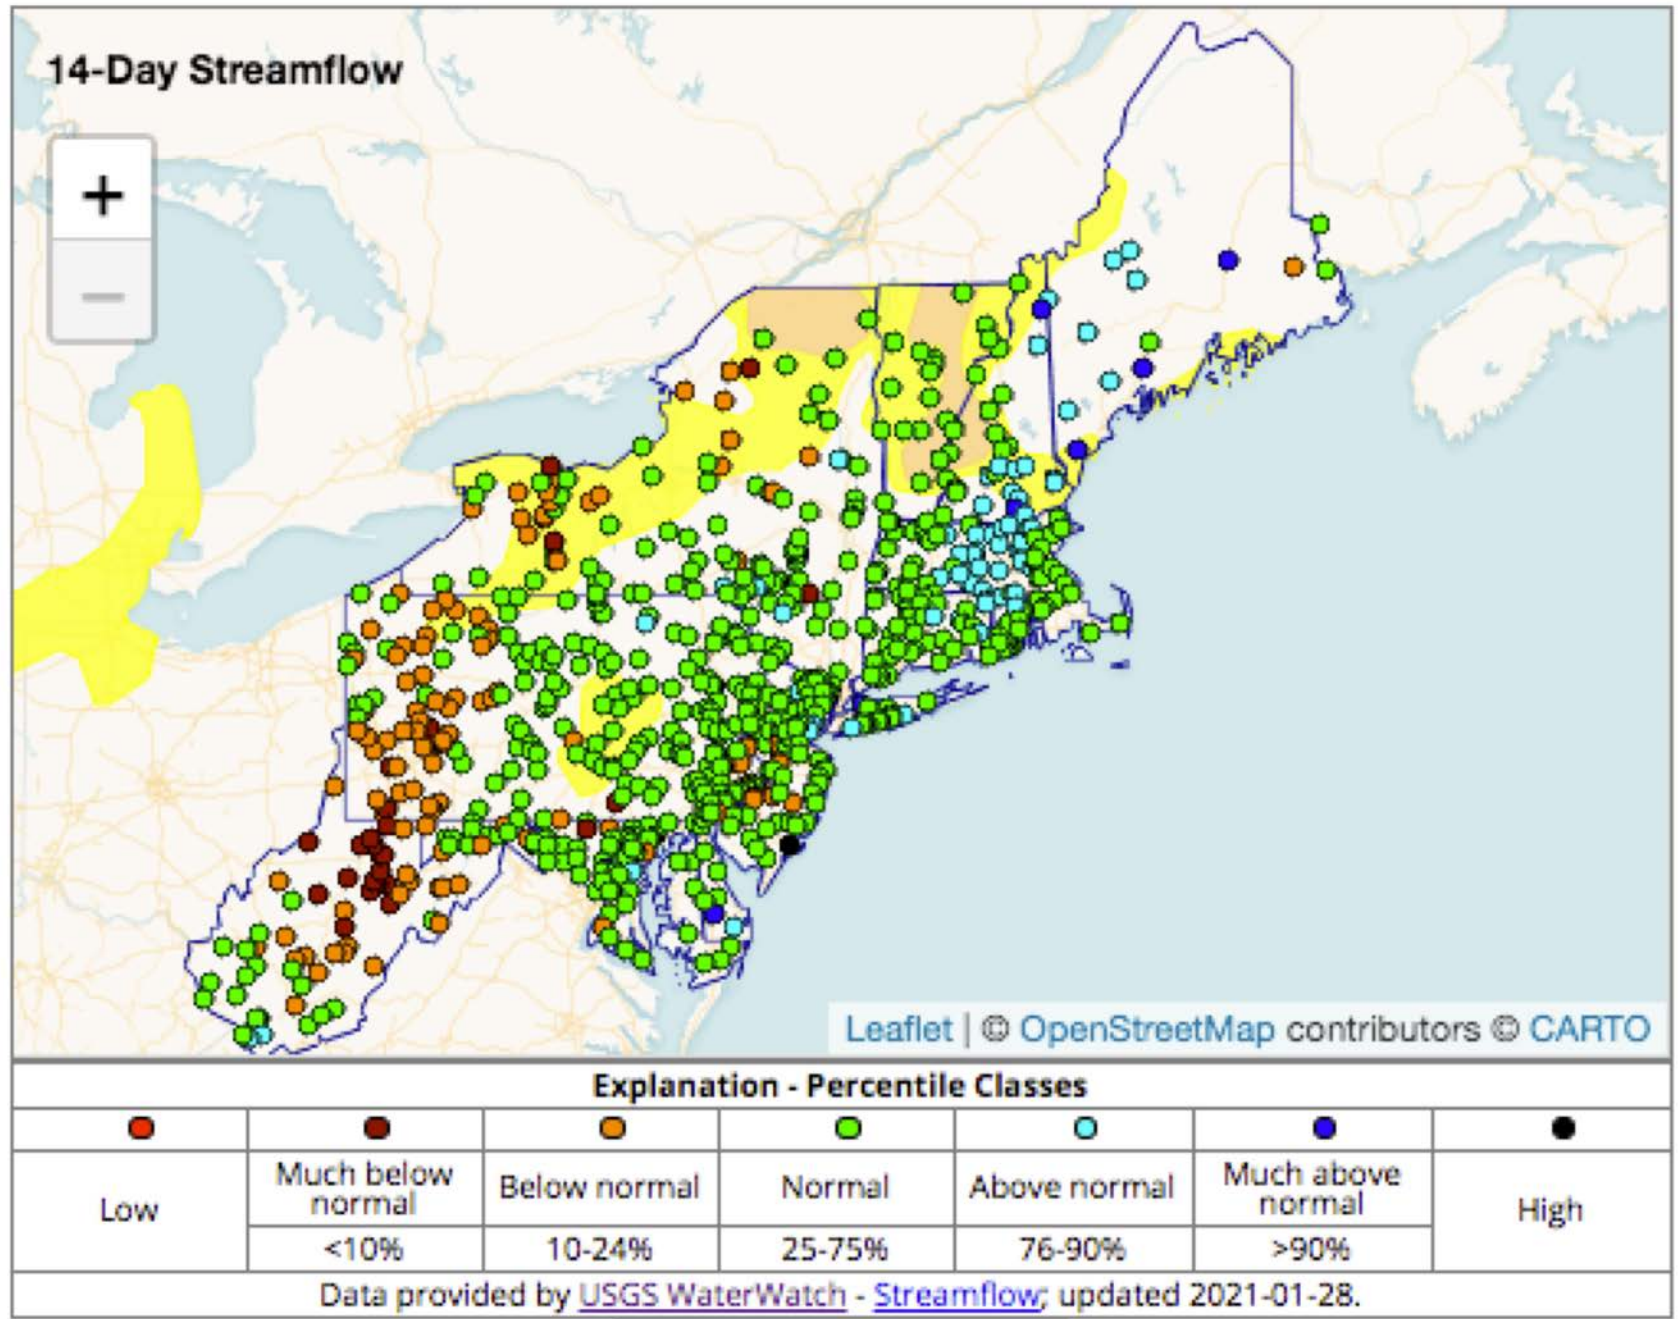 14-Day Streamflow
+
−
Leaflet | © OpenStreetMap contributors © CARTO
Explanation - Percentile Classes
Low
Much below normal
Below normal
Normal
Above normal
Much above normal
High
<10%
10-24%
25-75%
76-90%
>90%
Data provided by USGS WaterWatch - Streamflow; updated 2021-01-28.